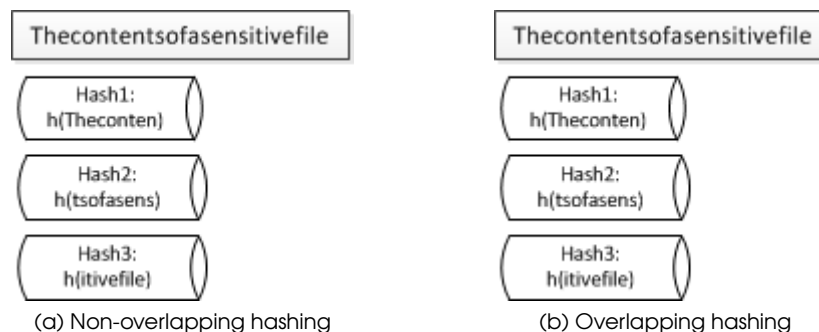 Thecontentsofasensitivefile
Hash1:
h(Theconten)
Hash2:
h(tsofasens)
Hash3:
h(itivefile)
(a) Non-overlapping hashing
Thecontentsofasensitivefile
Hash1:
h(Theconten)
Hash2:
h(tsofasens)
Hash3:
h(itivefile)
(b) Overlapping hashing